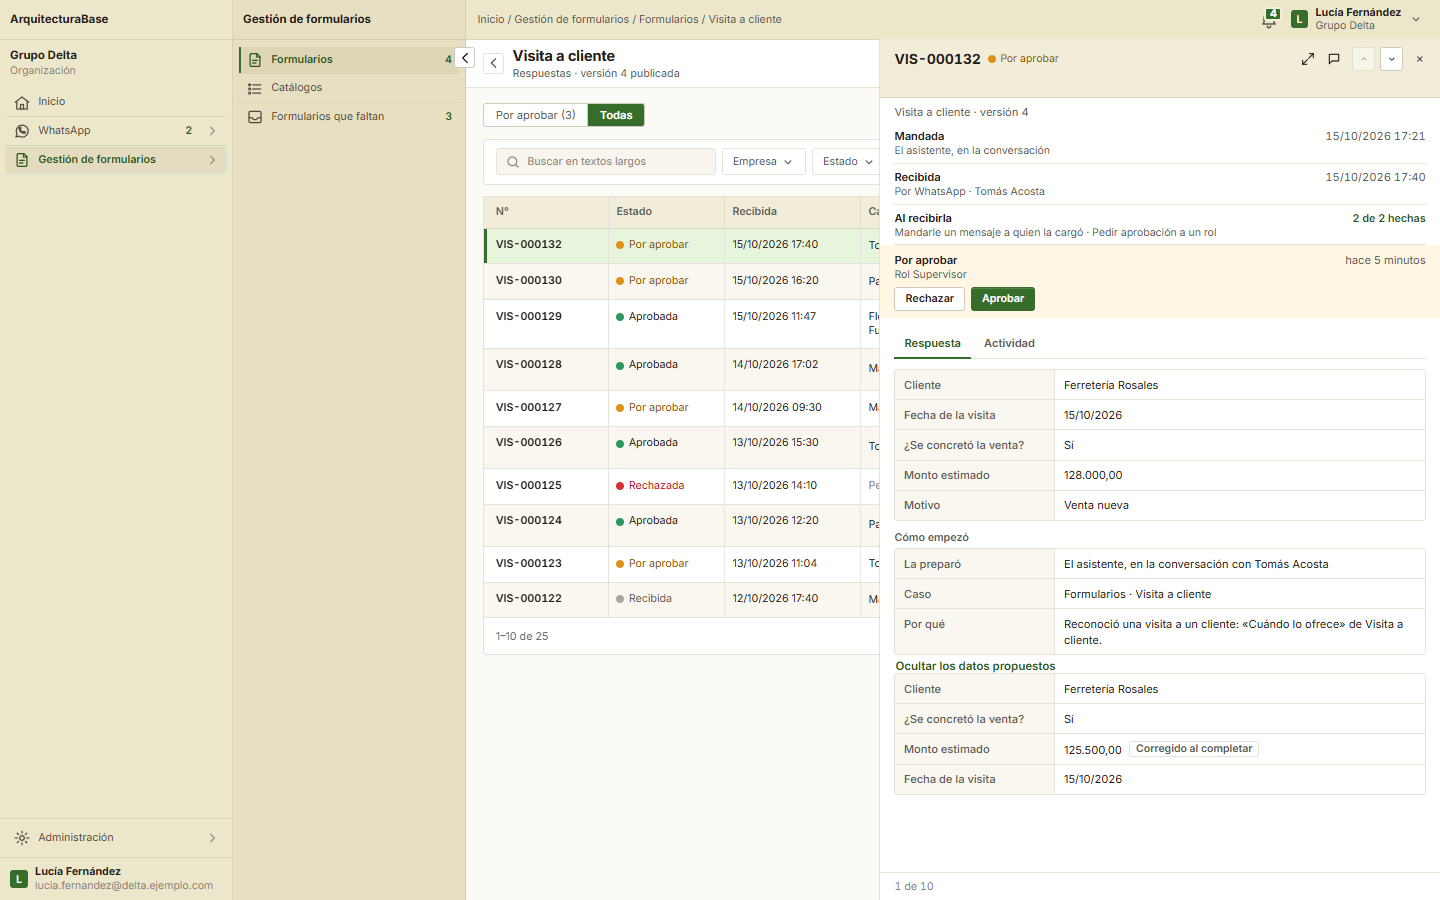 ArquitecturaBase
Grupo Delta
Organización
Inicio
WhatsApp 2
Gestión de formularios
Administración
L
Lucía Fernández
lucia.fernandez@delta.ejemplo.com
Gestión de formularios
Formularios 4
Catálogos
Formularios que faltan 3
Inicio / Gestión de formularios / Formularios / Visita a cliente
4
L
Lucía Fernández
Grupo Delta
Visita a cliente
Respuestas · versión 4 publicada
Por aprobar (3) Todas
Buscar en textos largos Empresa Estado
N° Estado Recibida Ca
VIS-000132 Por aprobar 15/10/2026 17:40 To
VIS-000130 Por aprobar 15/10/2026 16:20 Pa
VIS-000129 Aprobada 15/10/2026 11:47 Flo
Fu
VIS-000128 Aprobada 14/10/2026 17:02 Ma
VIS-000127 Por aprobar 14/10/2026 09:30 Ma
VIS-000126 Aprobada 13/10/2026 15:30 To
VIS-000125 Rechazada 13/10/2026 14:10 Pe
VIS-000124 Aprobada 13/10/2026 12:20 Pa
VIS-000123 Por aprobar 13/10/2026 11:04 To
VIS-000122 Recibida 12/10/2026 17:40 Ma
1–10 de 25
VIS-000132 Por aprobar
Visita a cliente · versión 4
Mandada 15/10/2026 17:21
El asistente, en la conversación
Recibida 15/10/2026 17:40
Por WhatsApp · Tomás Acosta
Al recibirla 2 de 2 hechas
Mandarle un mensaje a quien la cargó · Pedir aprobación a un rol
Por aprobar hace 5 minutos
Rol Supervisor
Rechazar Aprobar
Respuesta Actividad
Cliente Ferretería Rosales
Fecha de la visita 15/10/2026
¿Se concretó la venta? Sí
Monto estimado 128.000,00
Motivo Venta nueva
Cómo empezó
La preparó El asistente, en la conversación con Tomás Acosta
Caso Formularios · Visita a cliente
Por qué Reconoció una visita a un cliente: «Cuándo lo ofrece» de Visita a
cliente.
Ocultar los datos propuestos
Cliente Ferretería Rosales
¿Se concretó la venta? Sí
Monto estimado 125.500,00 Corregido al completar
Fecha de la visita 15/10/2026
1 de 10